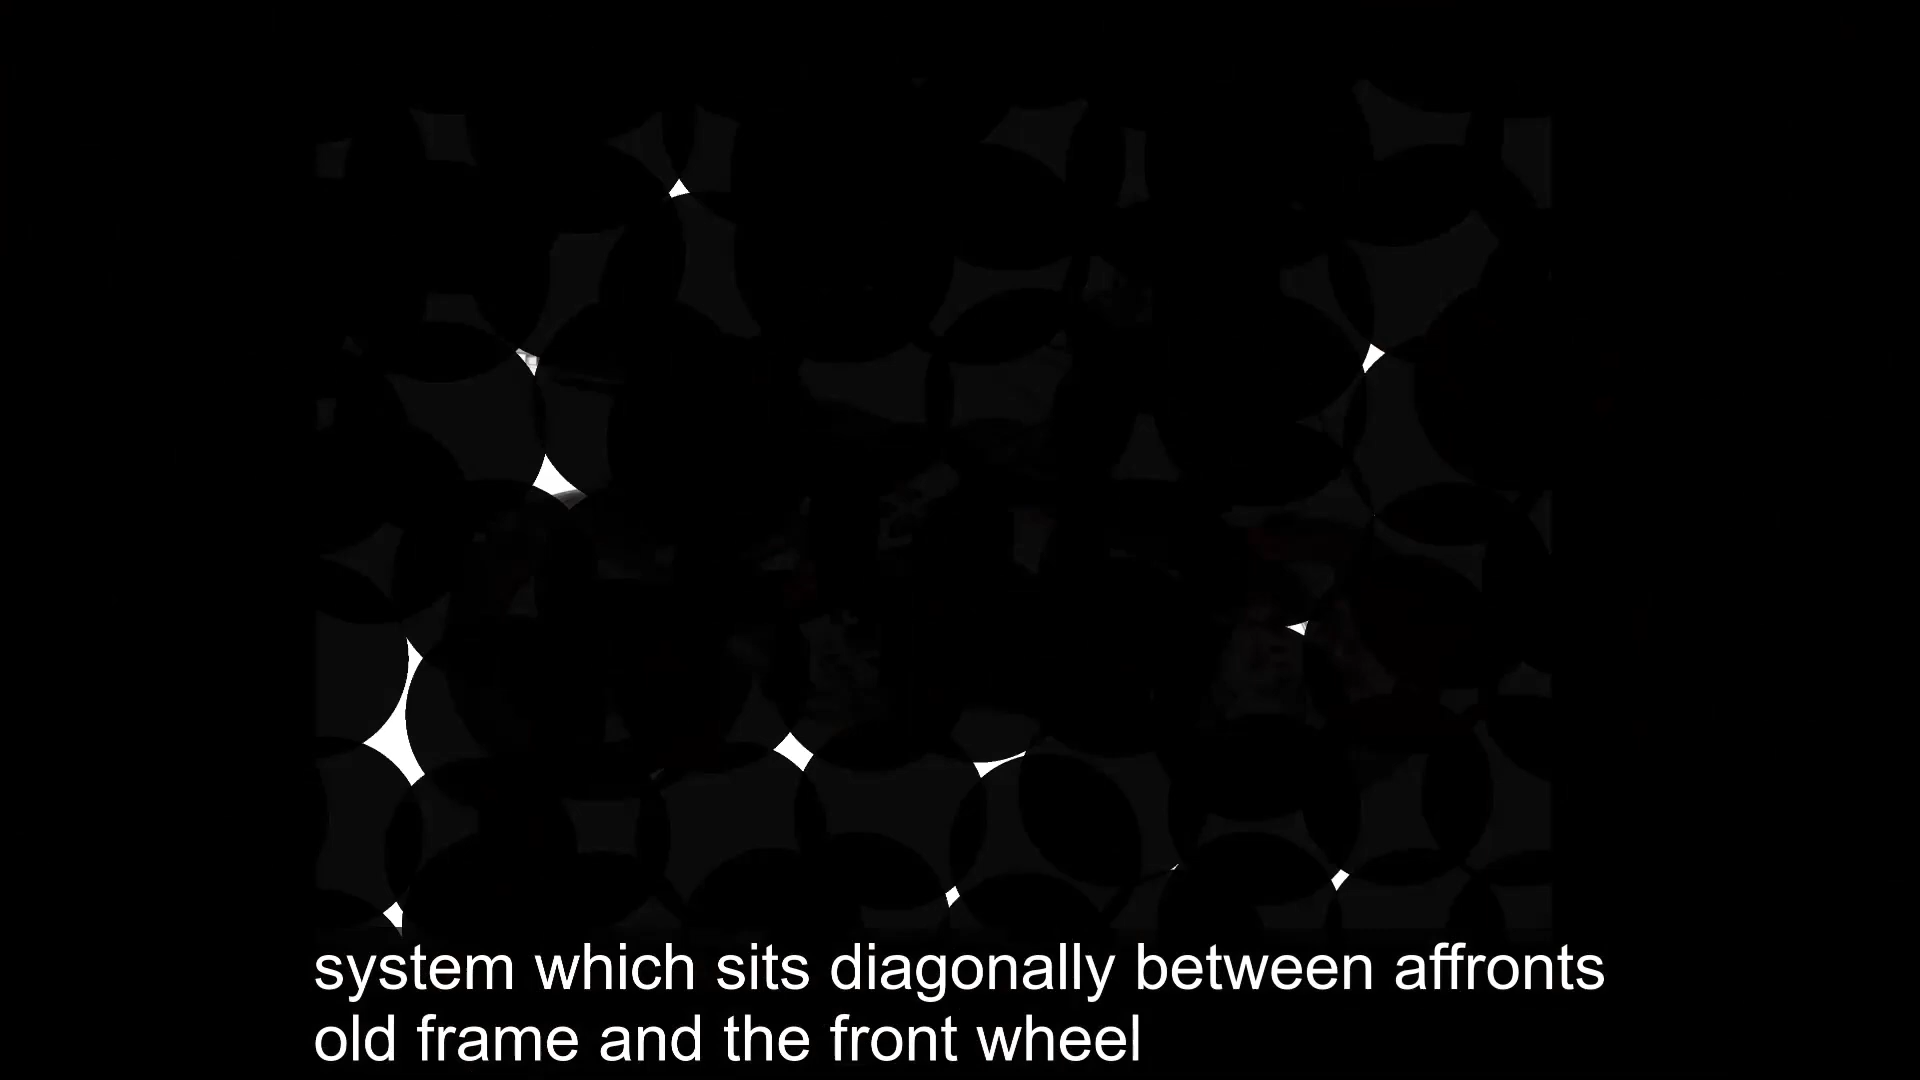 system which sits diagonally between affronts
old frame and the front wheel